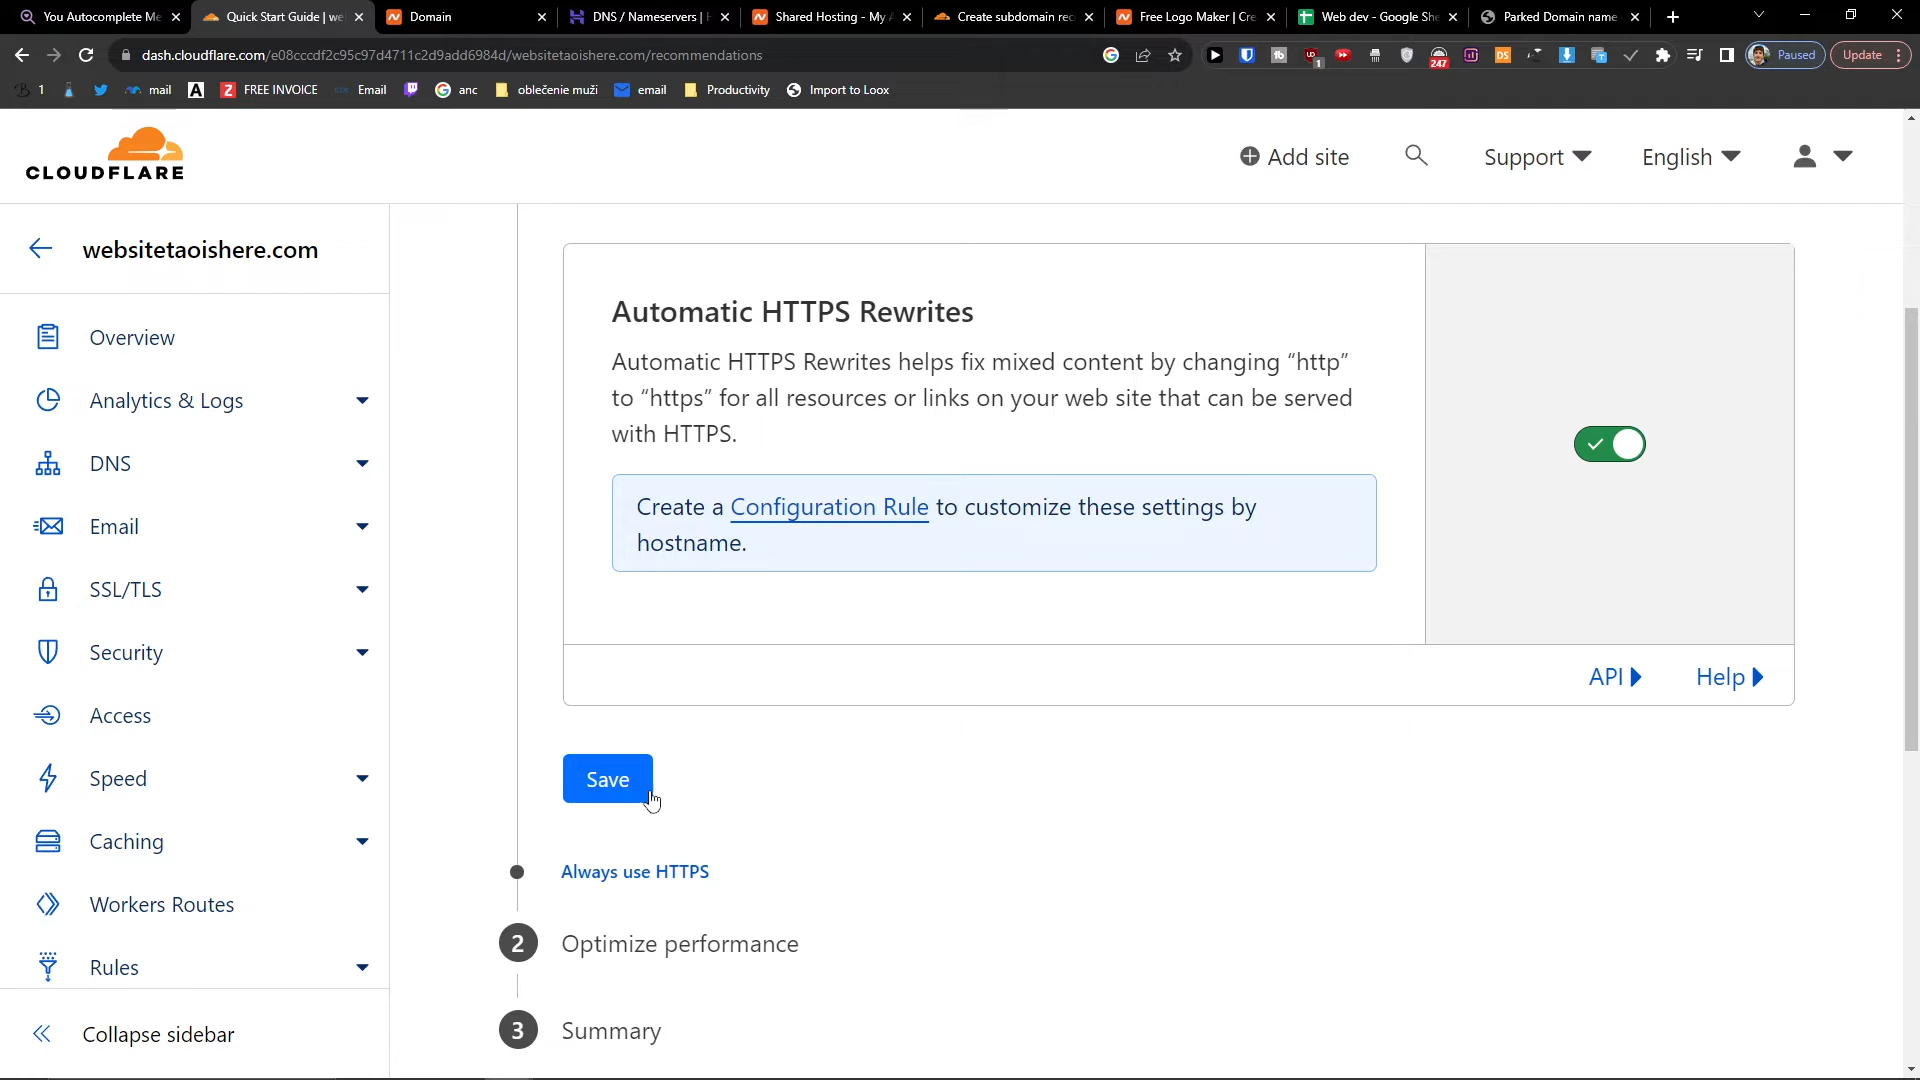 You Autocomplete Me
Quick Start Guide | we
Domain
DNS / Nameservers | H
Shared Hosting - My A
Create subdomain rec
Free Logo Maker | Cre
Web dev - Google She
Parked Domain name
dash.cloudflare.com/e08cccdf2c95c97d4711c2d9add6984d/websitetaoishere.com/recommendations
1
247
DS
Paused
Update
1
mail
A
Z FREE INVOICE
Email
anc
oblečenie muži
email
Productivity
Import to Loox
CLOUDFLARE
Add site
Support
English
websitetaoishere.com
Overview
Analytics & Logs
DNS
Email
SSL/TLS
Security
Access
Speed
Caching
Workers Routes
Rules
Collapse sidebar
Automatic HTTPS Rewrites
Automatic HTTPS Rewrites helps fix mixed content by changing “http”
to “https” for all resources or links on your web site that can be served
with HTTPS.
Create a Configuration Rule to customize these settings by
hostname.
API
Help
Save
Always use HTTPS
2 Optimize performance
3 Summary